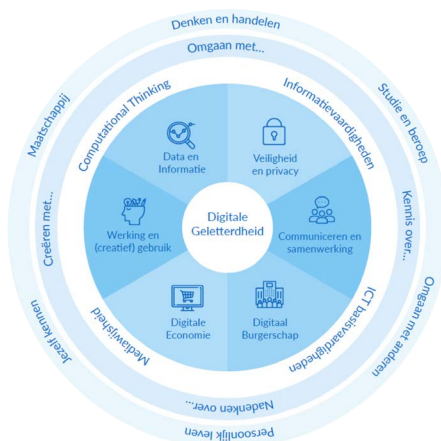 Denken en handelen
Omgaan met...
Maatschappij
Computational Thinking
Informatievaardigheden
Studie en beroep
Data en
Informatie
Veiligheid
en privacy
Creëren met...
Werking en
(creatief) gebruik
Digitale
Geletterdheid
Communiceren en
samenwerking
Kennis over...
Digitale
Economie
Digitaal
Burgerschap
Jezelf kennen
Mediawijsheid
ICT basisvaardigheden
Omgaan met anderen
Nadenken over...
Persoonlijk leven